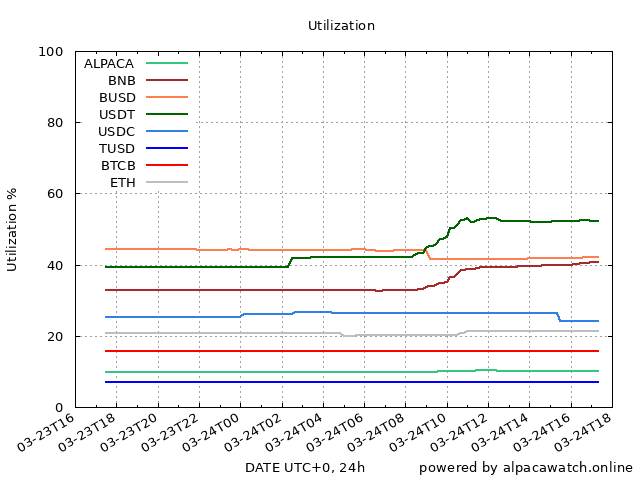 Utilization
100
80
60
40
20
0
Utilization %
ALPACA
BNB
BUSD
USDT
USDC
TUSD
BTCB
ETH
03-23T16
03-23T18
03-23T20
03-23T22
03-24T00
03-24T02
03-24T04
03-24T06
03-24T08
03-24T10
03-24T12
03-24T14
03-24T16
03-24T18
DATE UTC+0, 24h
powered by alpacawatch.online